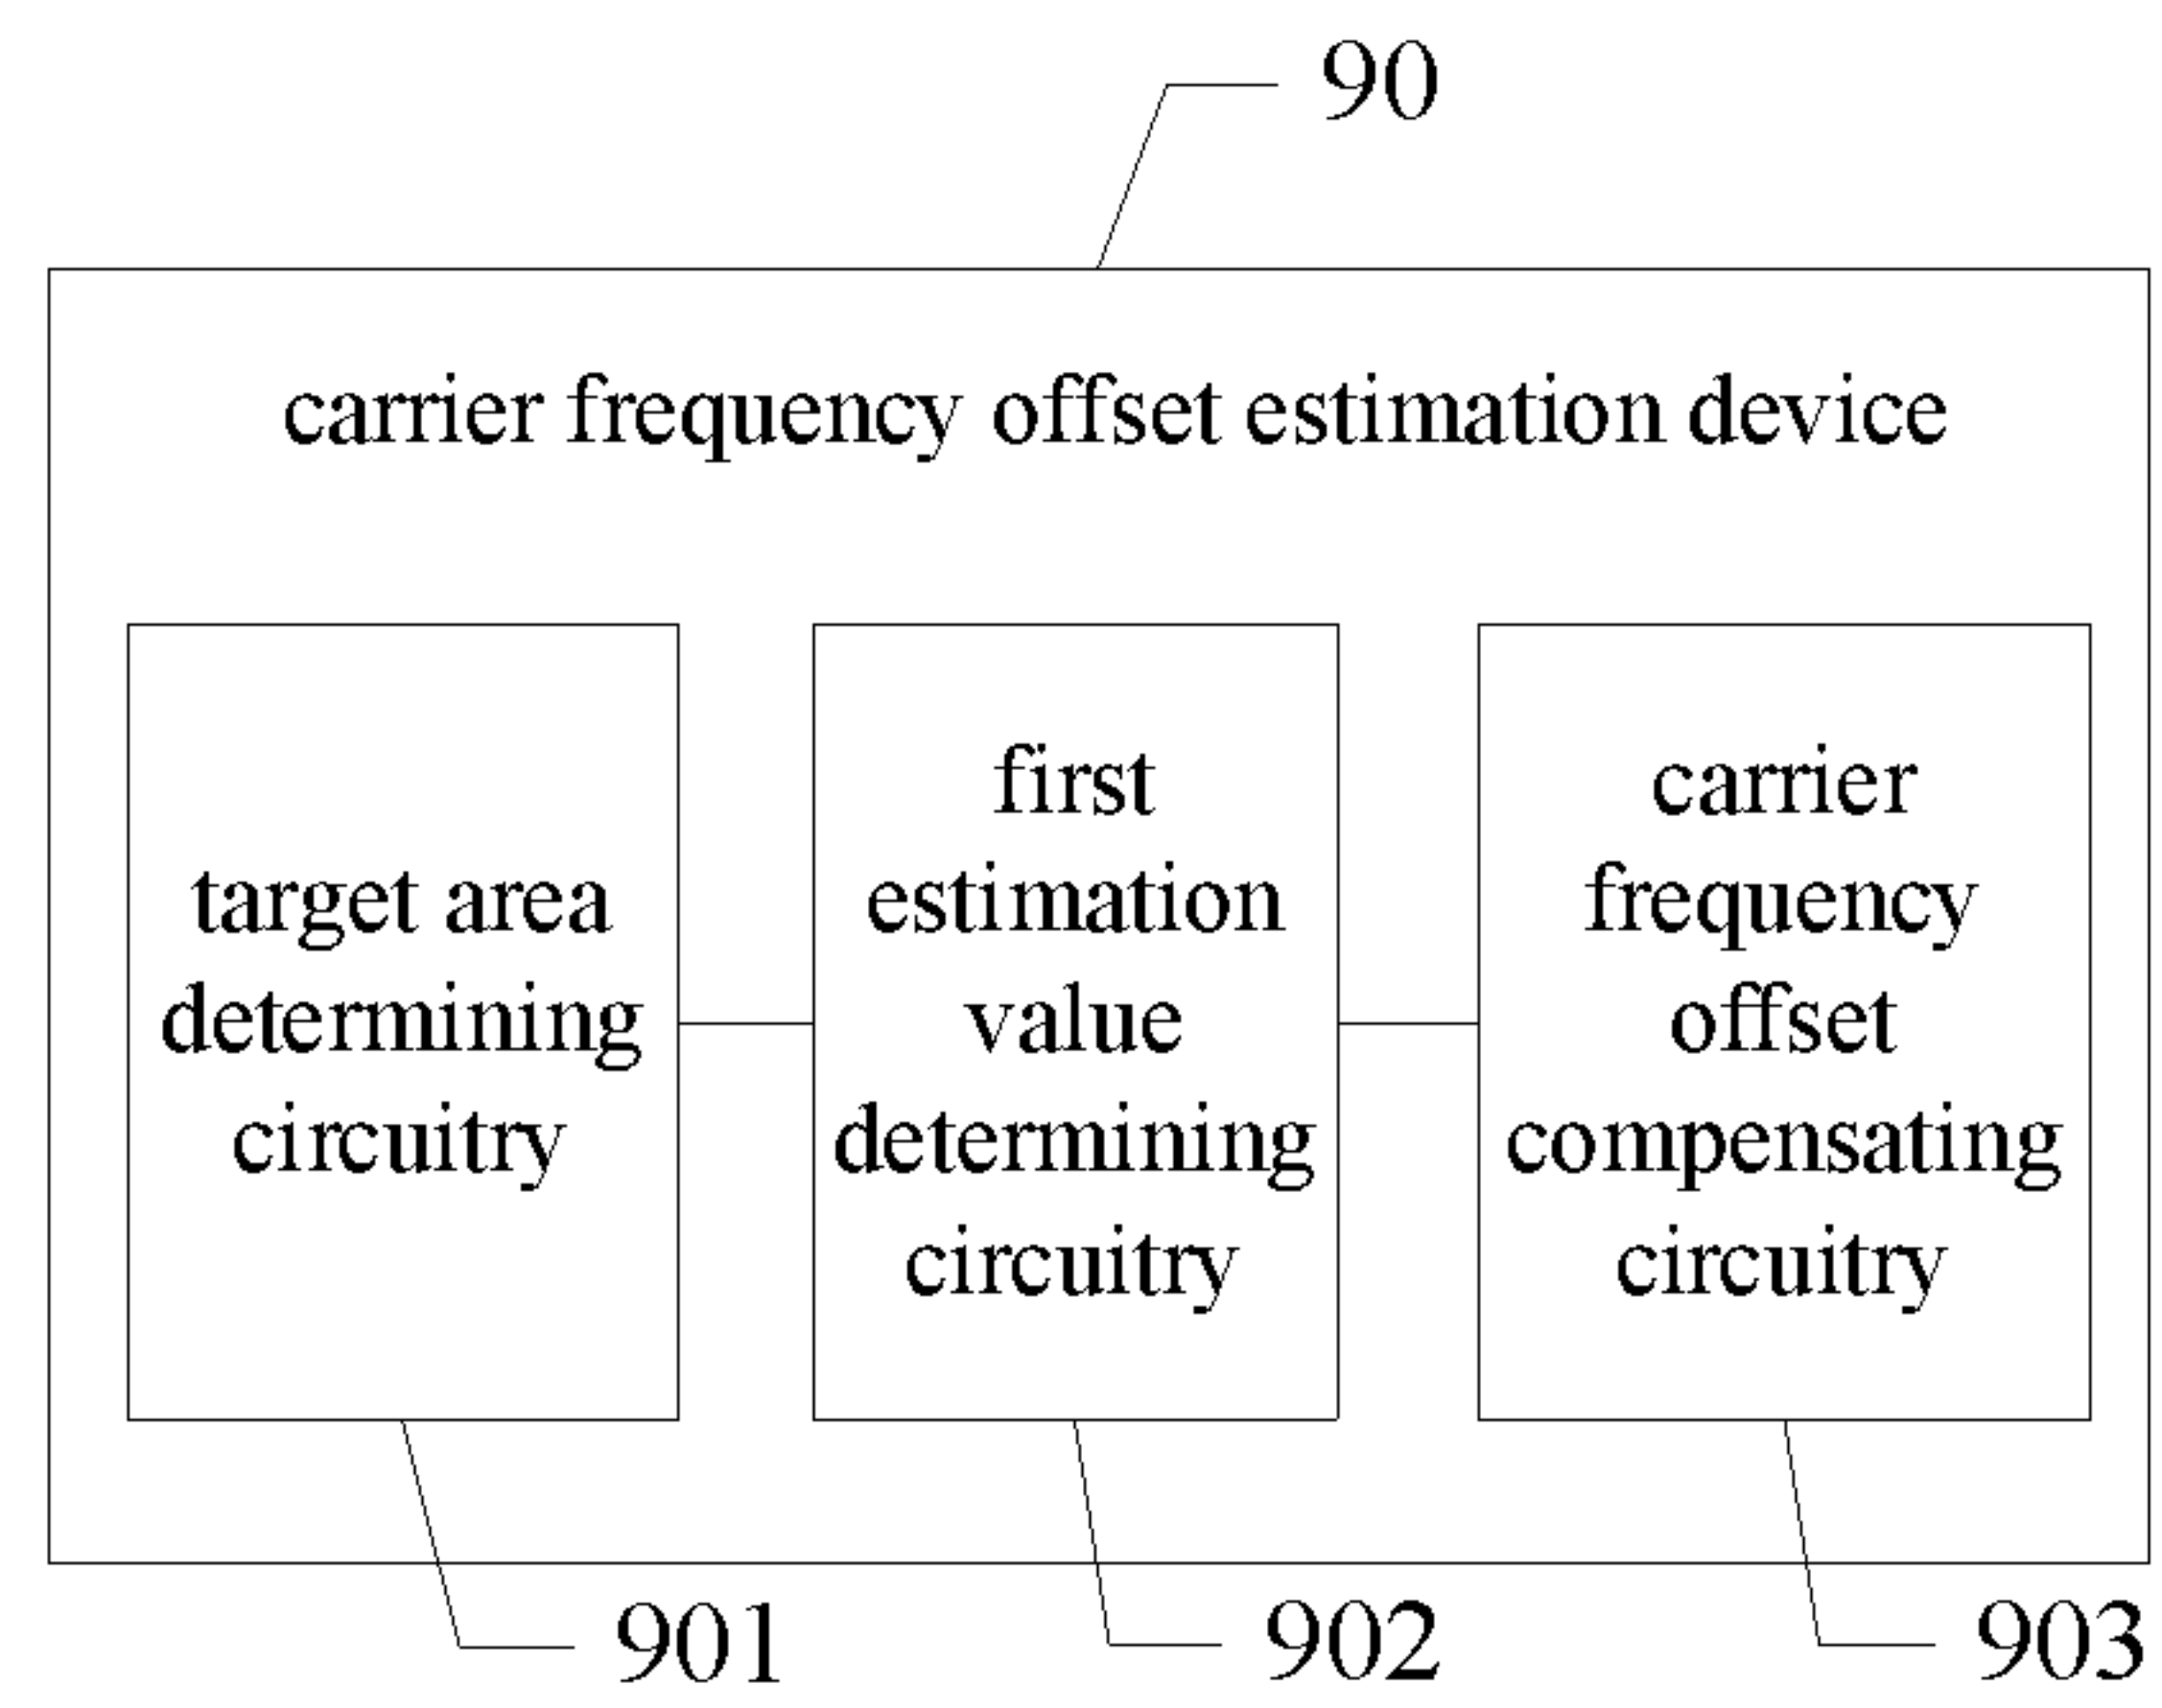 90
carrier frequency offset estimation device
target area
determining
circuitry
first
estimation
value
determining
circuitry
carrier
frequency
offset
compensating
circuitry
901
902
903